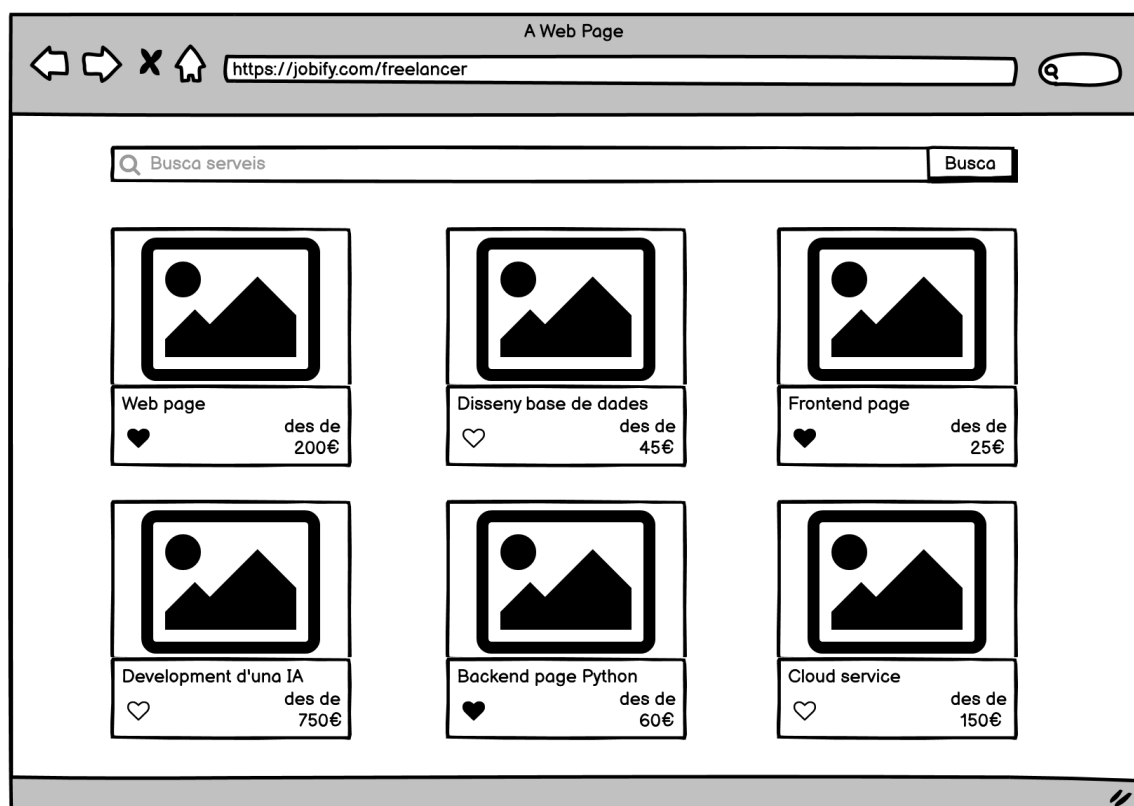 A Web Page
https://jobify.com/freelancer
Busca serveis
Busca
Web page
des de
200€
Disseny base de dades
des de
45€
Frontend page
des de
25€
Development d'una IA
des de
750€
Backend page Python
des de
60€
Cloud service
des de
150€